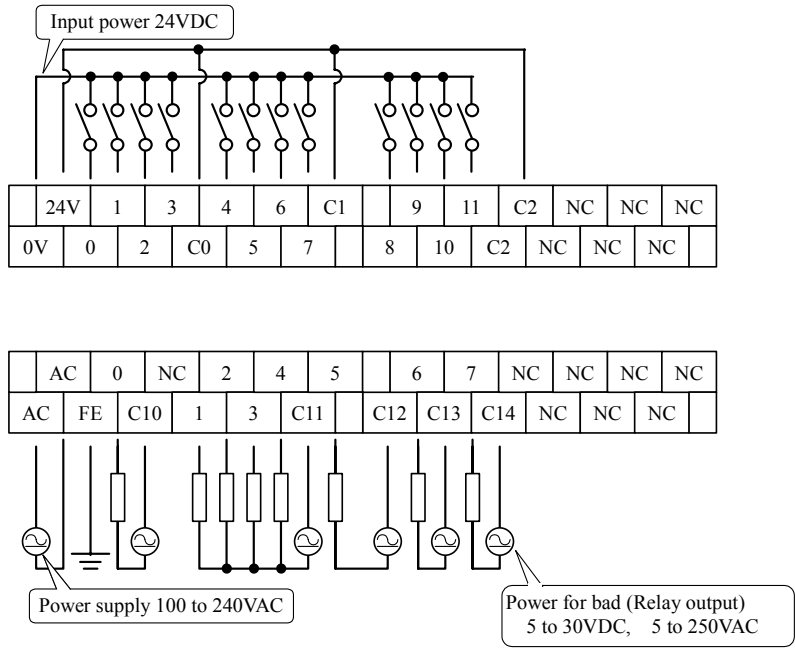 Input power 24VDC
24V 1 3 4 6 C1 9 11 C2 NC NC NC
0V 0 2 C0 5 7 8 10 C2 NC NC NC
AC 0 NC 2 4 5 6 7 NC NC NC NC
AC FE C10 1 3 C11 C12 C13 C14 NC NC NC
Power supply 100 to 240VAC
Power for bad (Relay output)
5 to 30VDC, 5 to 250VAC